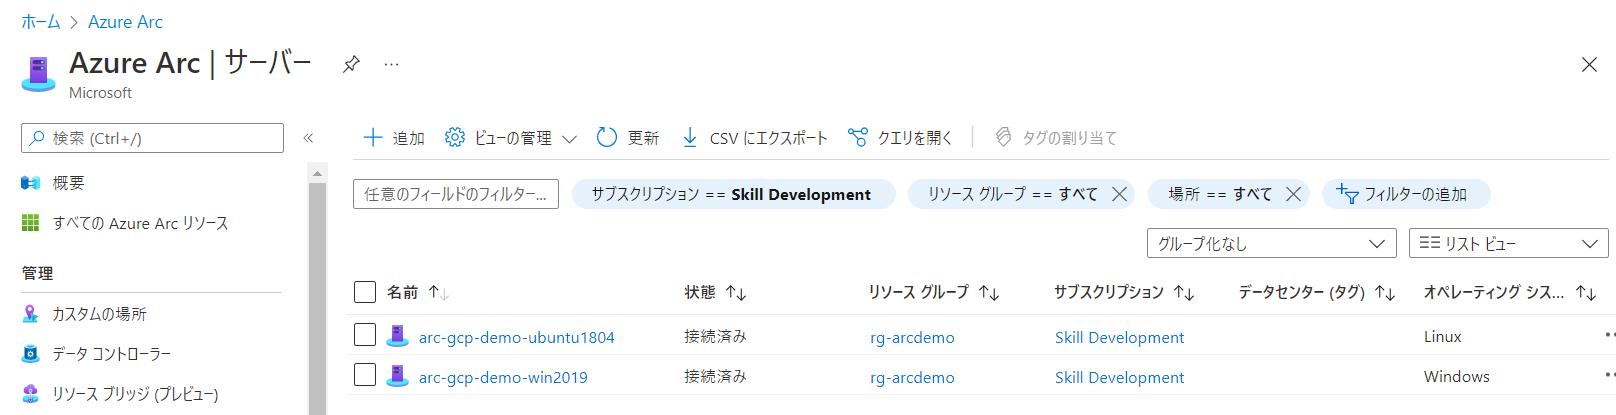 ホーム > Azure Arc
Azure Arc | サーバー
Microsoft
検索 (Ctrl+/)
概要
すべての Azure Arc リソース
管理
カスタムの場所
データ コントローラー
リソース ブリッジ (プレビュー)
追加 ビューの管理 更新 CSV にエクスポート クエリを開く タグの割り当て
任意のフィールドのフィルター... サブスクリプション == Skill Development リソース グループ == すべて 場所 == すべて フィルターの追加
グループ化なし リスト ビュー
名前 状態 リソース グループ サブスクリプション データセンター (タグ) オペレーティング シス...
arc-gcp-demo-ubuntu1804 接続済み rg-arcdemo Skill Development Linux
arc-gcp-demo-win2019 接続済み rg-arcdemo Skill Development Windows